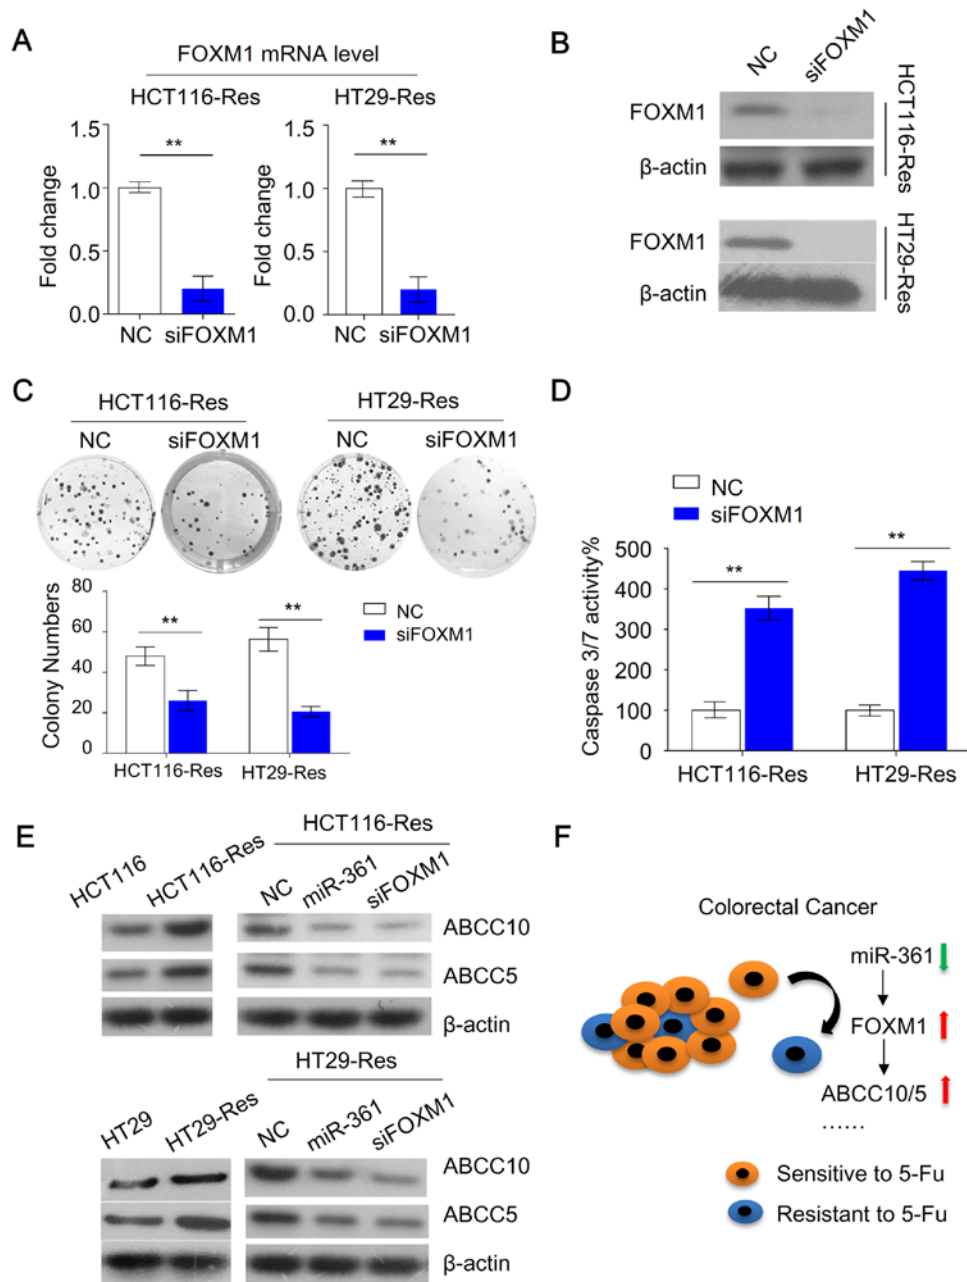 A
FOXM1 mRNA level
HCT116-Res
HT29-Res
Fold change
1.5
1.0
0.5
0.0
**
NC
siFOXM1
Fold change
1.5
1.0
0.5
0.0
**
NC
siFOXM1
B
NC
siFOXM1
FOXM1
β-actin
HCT116-Res
FOXM1
β-actin
HT29-Res
C
HCT116-Res
HT29-Res
NC
siFOXM1
NC
siFOXM1
Colony Numbers
80
60
40
20
0
**
**
NC
siFOXM1
HCT116-Res
HT29-Res
D
NC
siFOXM1
Caspase 3/7 activity%
500
400
300
200
100
0
**
**
HCT116-Res
HT29-Res
E
HCT116-Res
HCT116
HCT116-Res
NC
miR-361
siFOXM1
ABCC10
ABCC5
β-actin
HT29-Res
HT29
HT29-Res
NC
miR-361
siFOXM1
ABCC10
ABCC5
β-actin
F
Colorectal Cancer
miR-361
FOXM1
ABCC10/5
......
Sensitive to 5-Fu
Resistant to 5-Fu